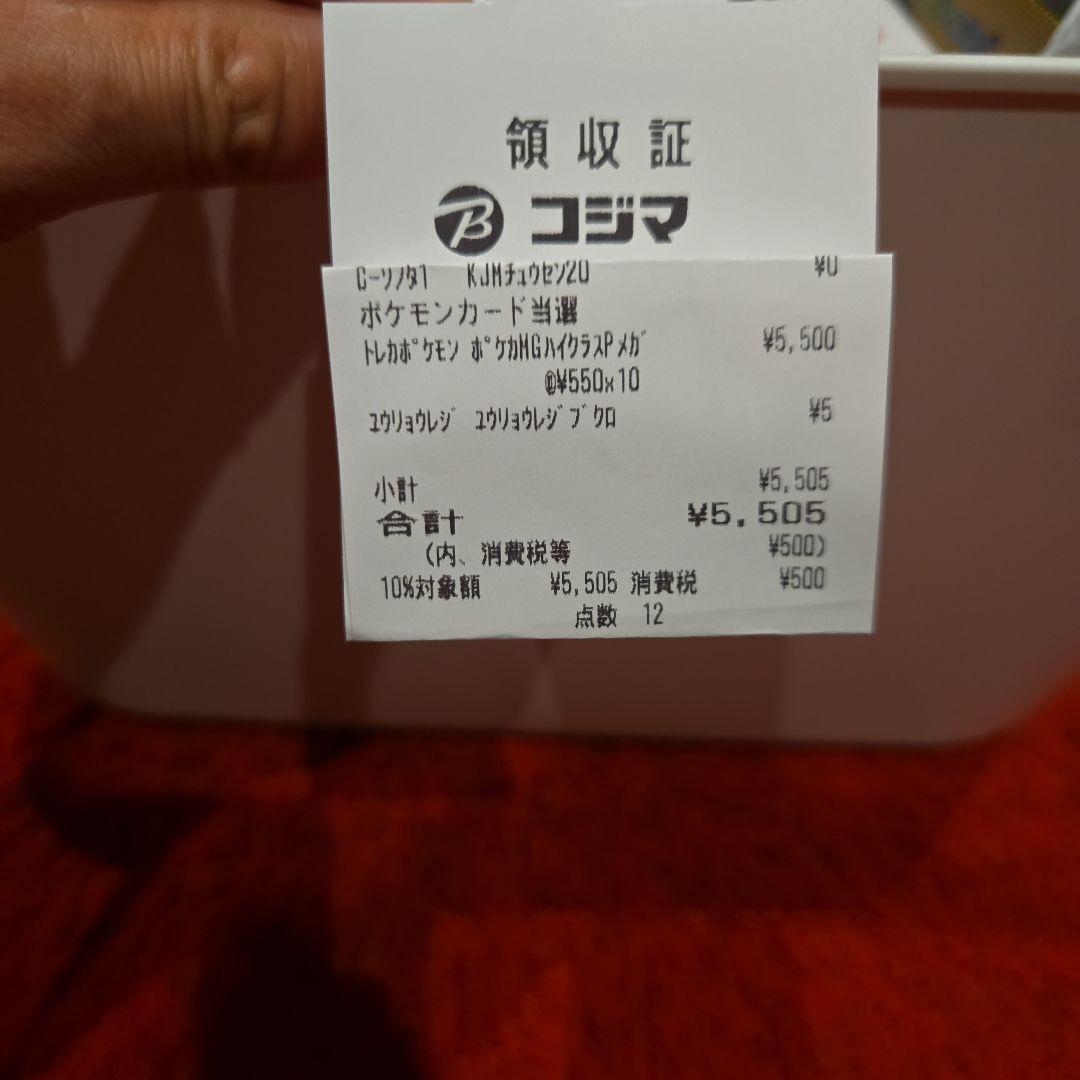 領収証
B コジマ
C-ソノタ1 KJMチュウセン20 ¥0
ポケモンカード当選
トレカポケモン ポケカMGハイクラスPメガ ¥5,500
@¥550x10
ユウリョウレジ ユウリョウレジブクロ ¥5
小計 ¥5,505
合計 ¥5,505
(内、消費税等 ¥500)
10%対象額 ¥5,505 消費税 ¥500
点数 12